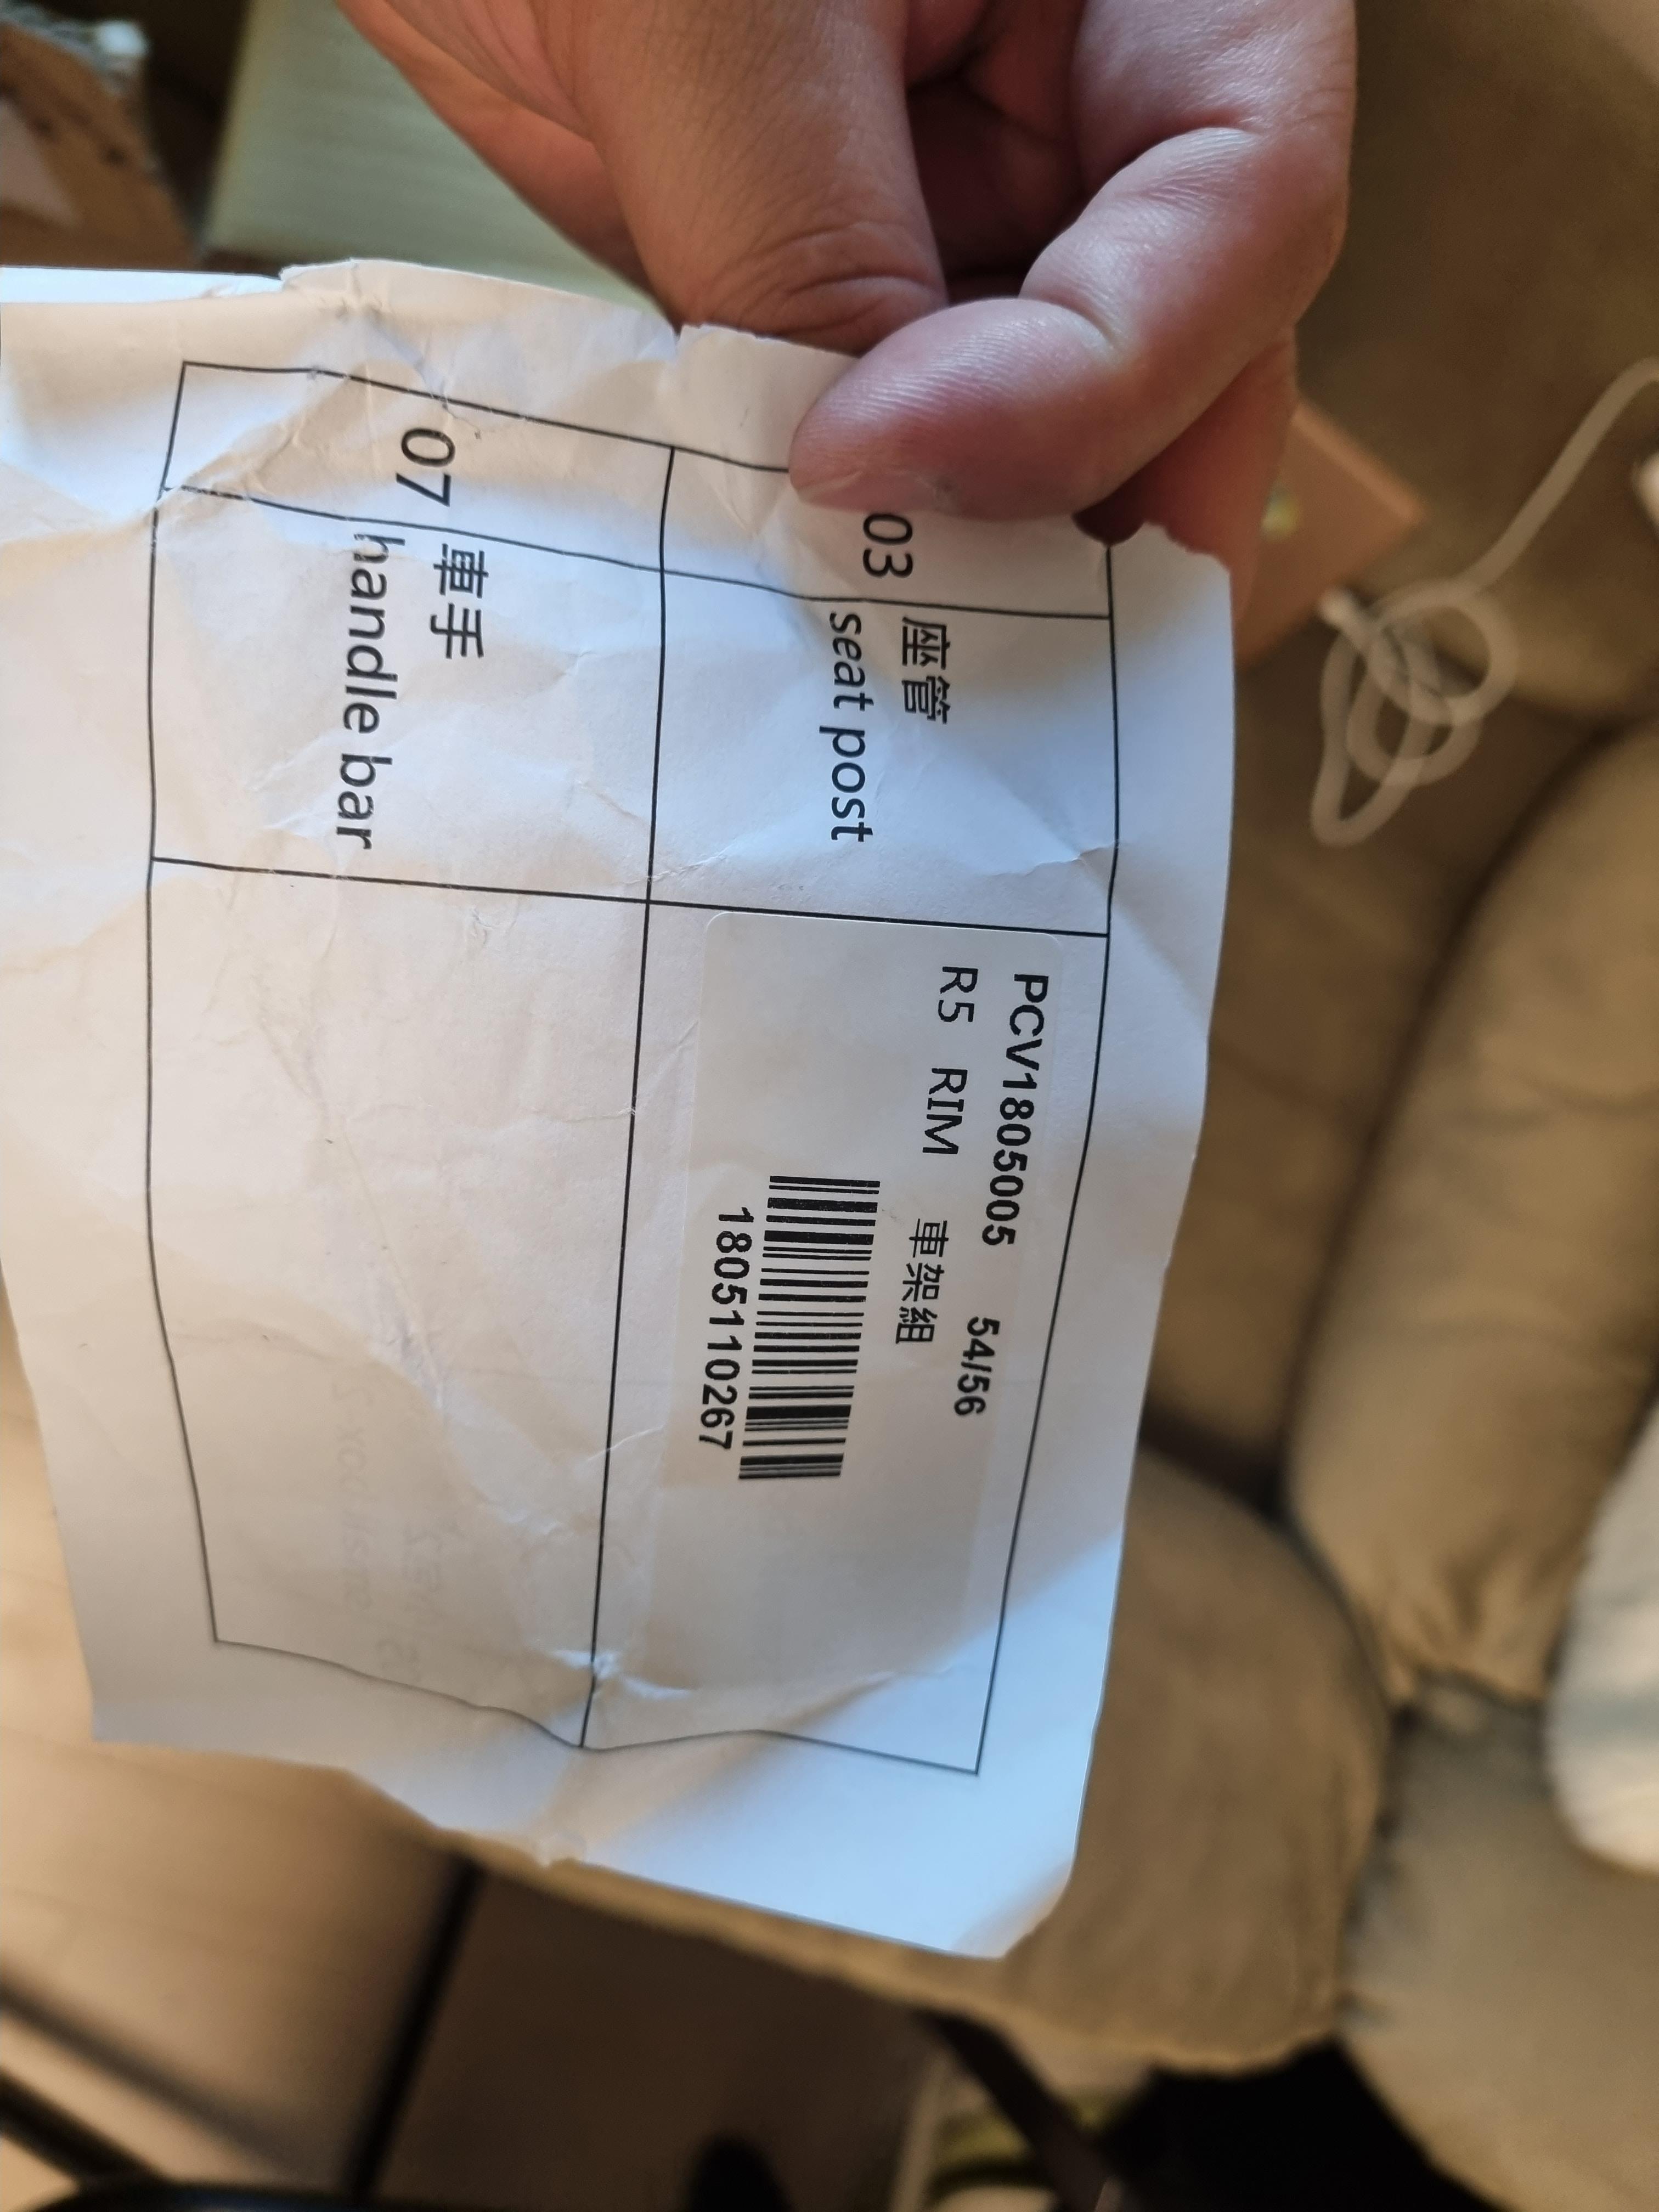 03
座管
seat post
PCV1805005 54/56
R5 RIM 車架組
1805110267
07
車手
handle bar